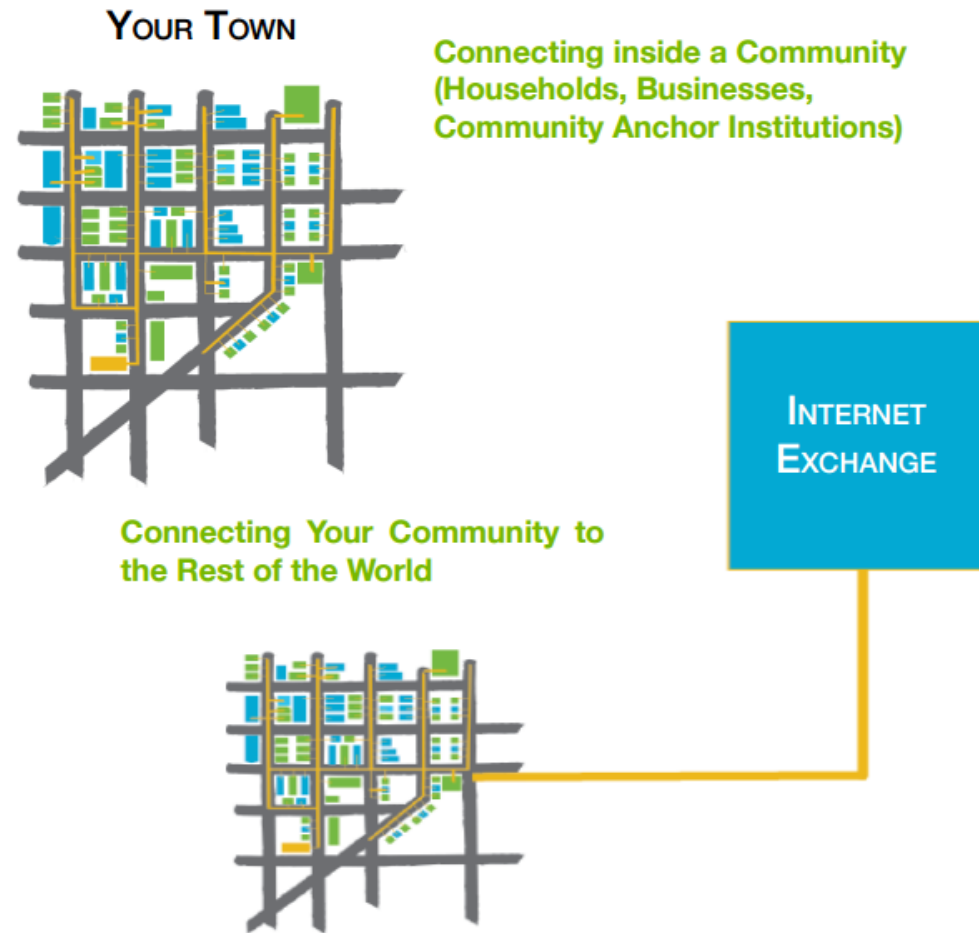 YOUR TOWN
Connecting inside a Community
(Households, Businesses,
Community Anchor Institutions)
INTERNET
EXCHANGE
Connecting Your Community to
the Rest of the World